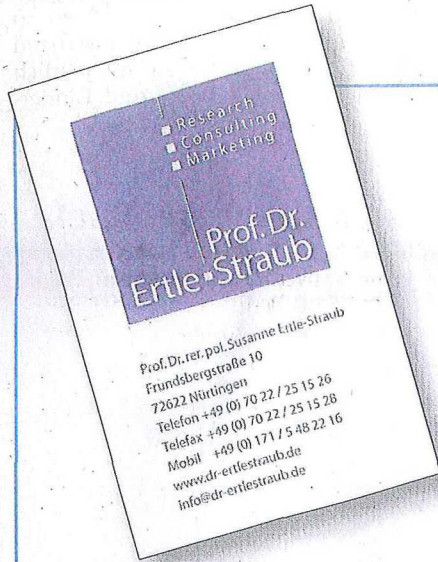 Research
Consulting
Marketing
Prof. Dr.
Ertle Straub
Prof. Dr. rer. pol. Susanne Ertle-Straub
Frundsbergstraße 10
72622 Nürtingen
Telefon +49 (0) 70 22 / 25 15 26
Telefax +49 (0) 70 22 / 25 15 28
Mobil +49 (0) 171 / 5 48 22 16
www.dr-ertlestraub.de
info@dr-ertlestraub.de